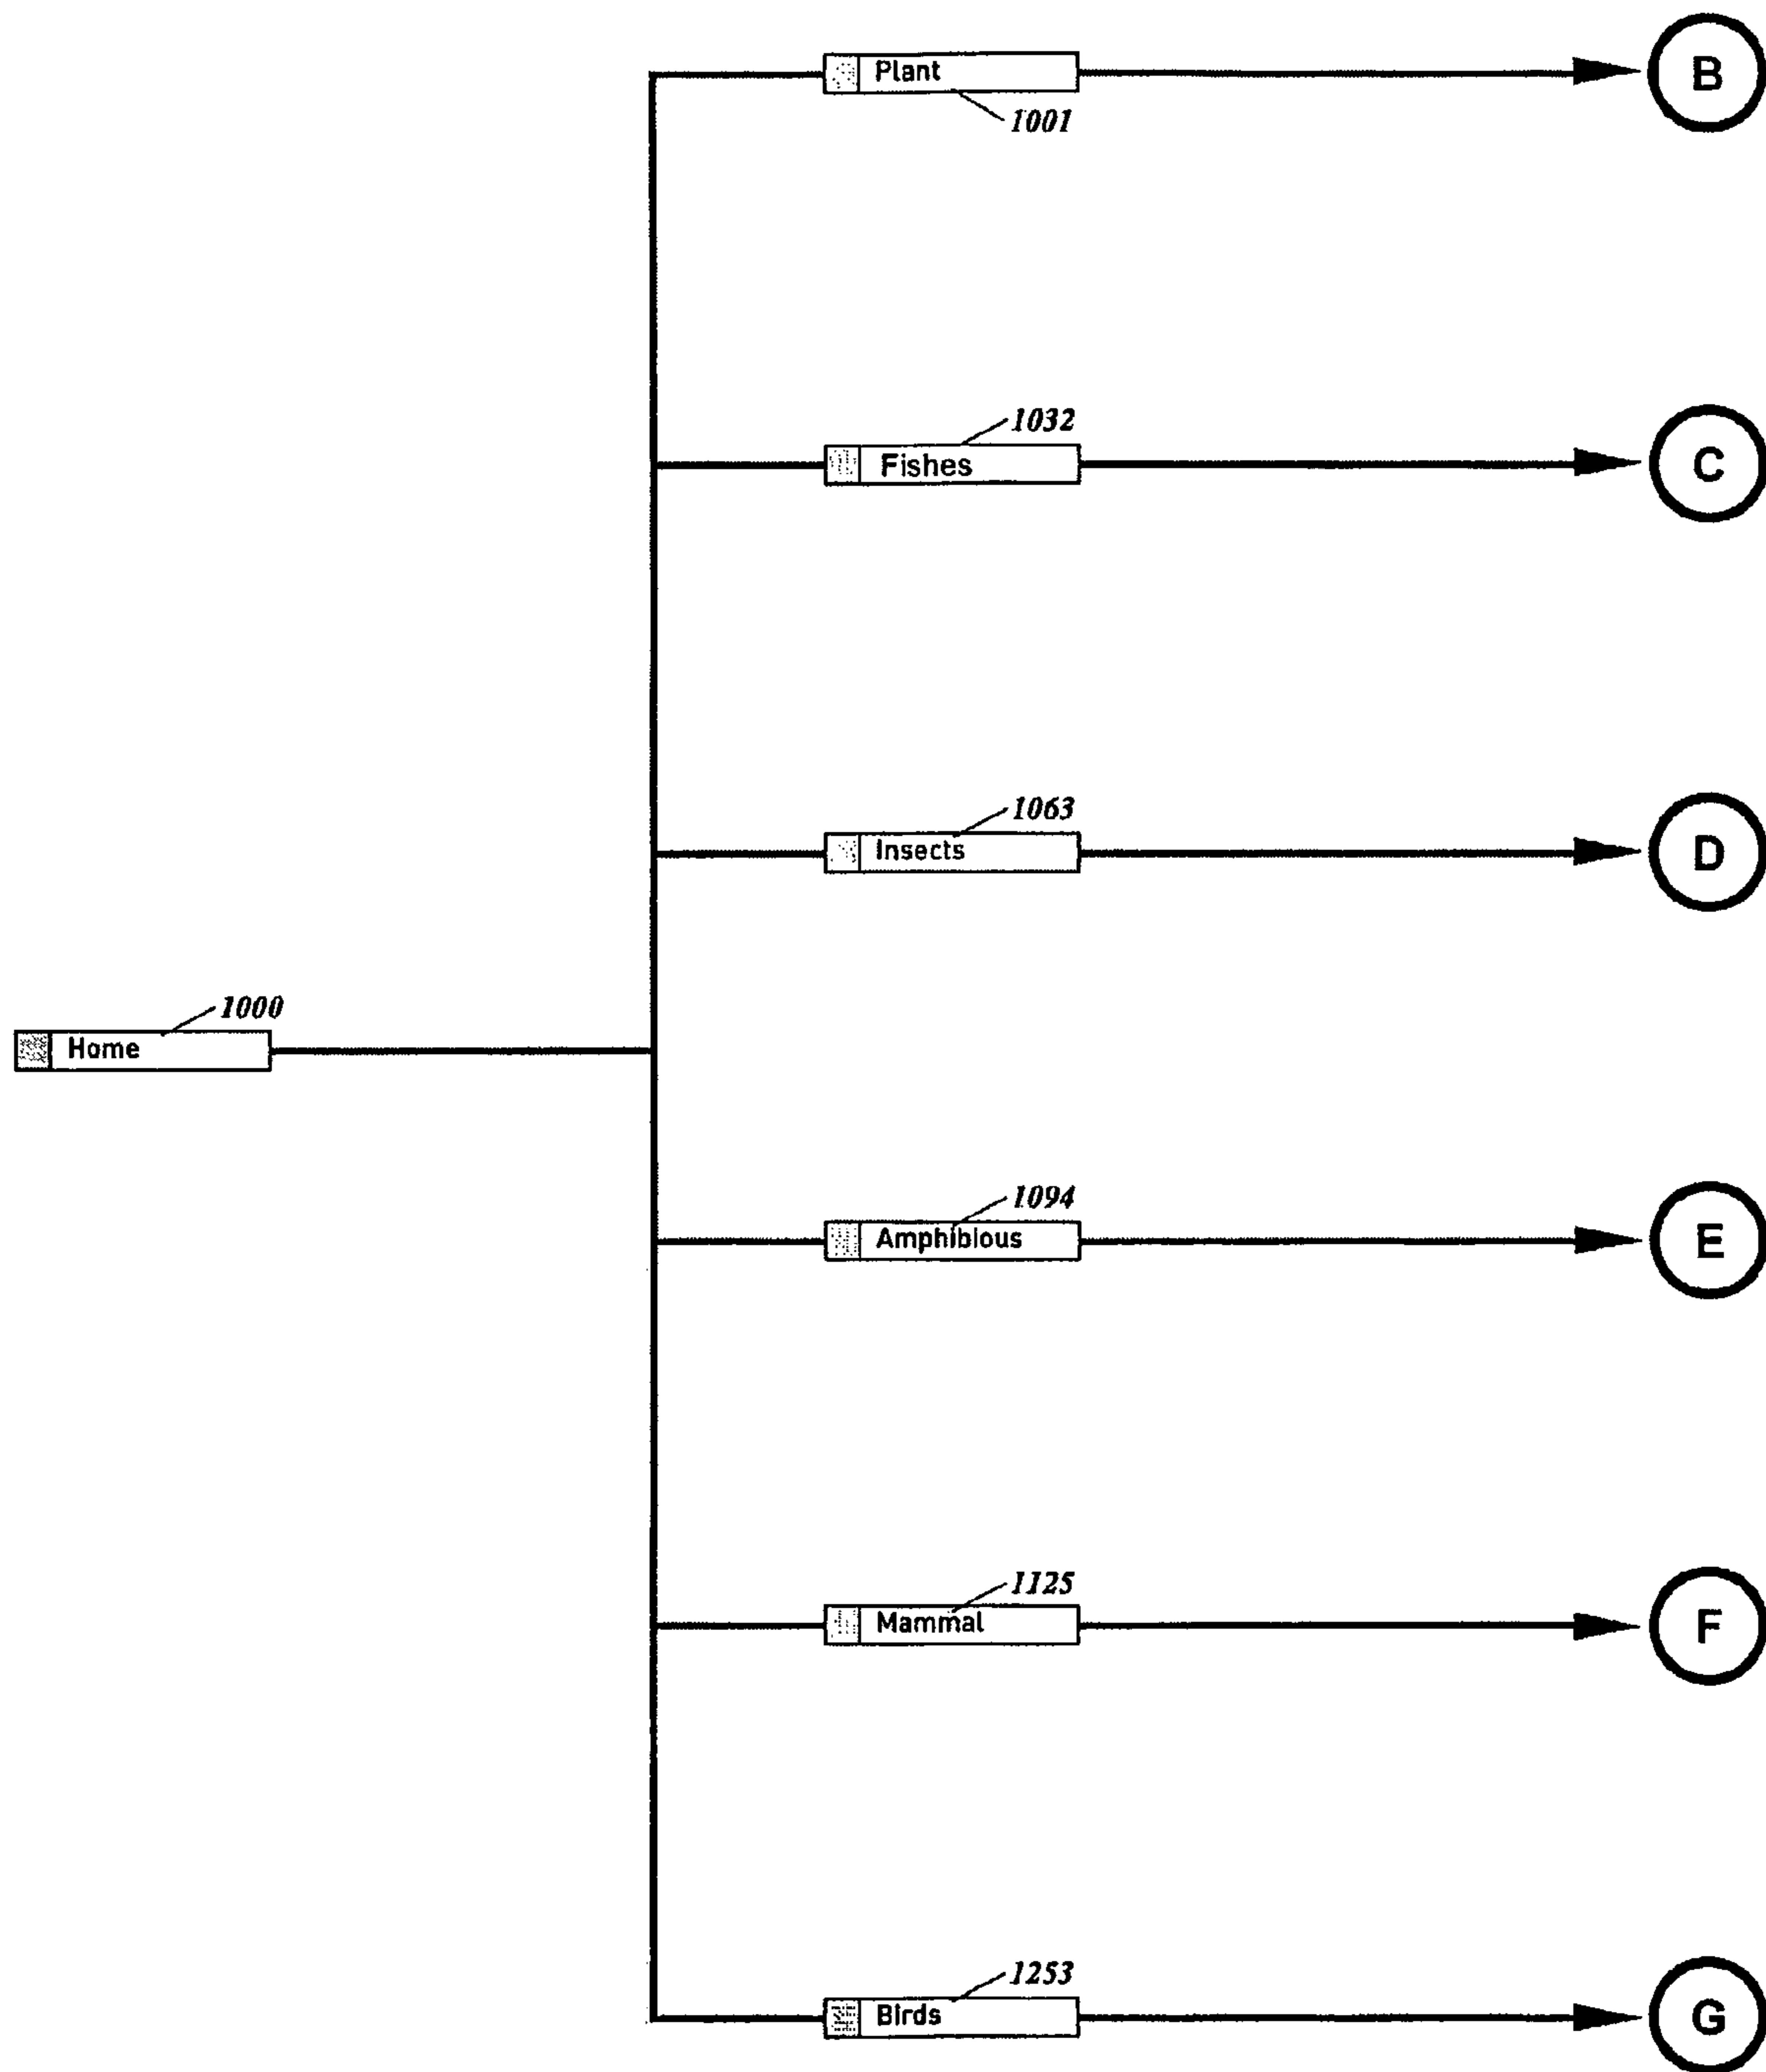 Plant
B
1001
1032
Fishes
C
1063
Insects
D
1000
Home
1094
Amphibious
E
1125
Mammal
F
1253
Birds
G